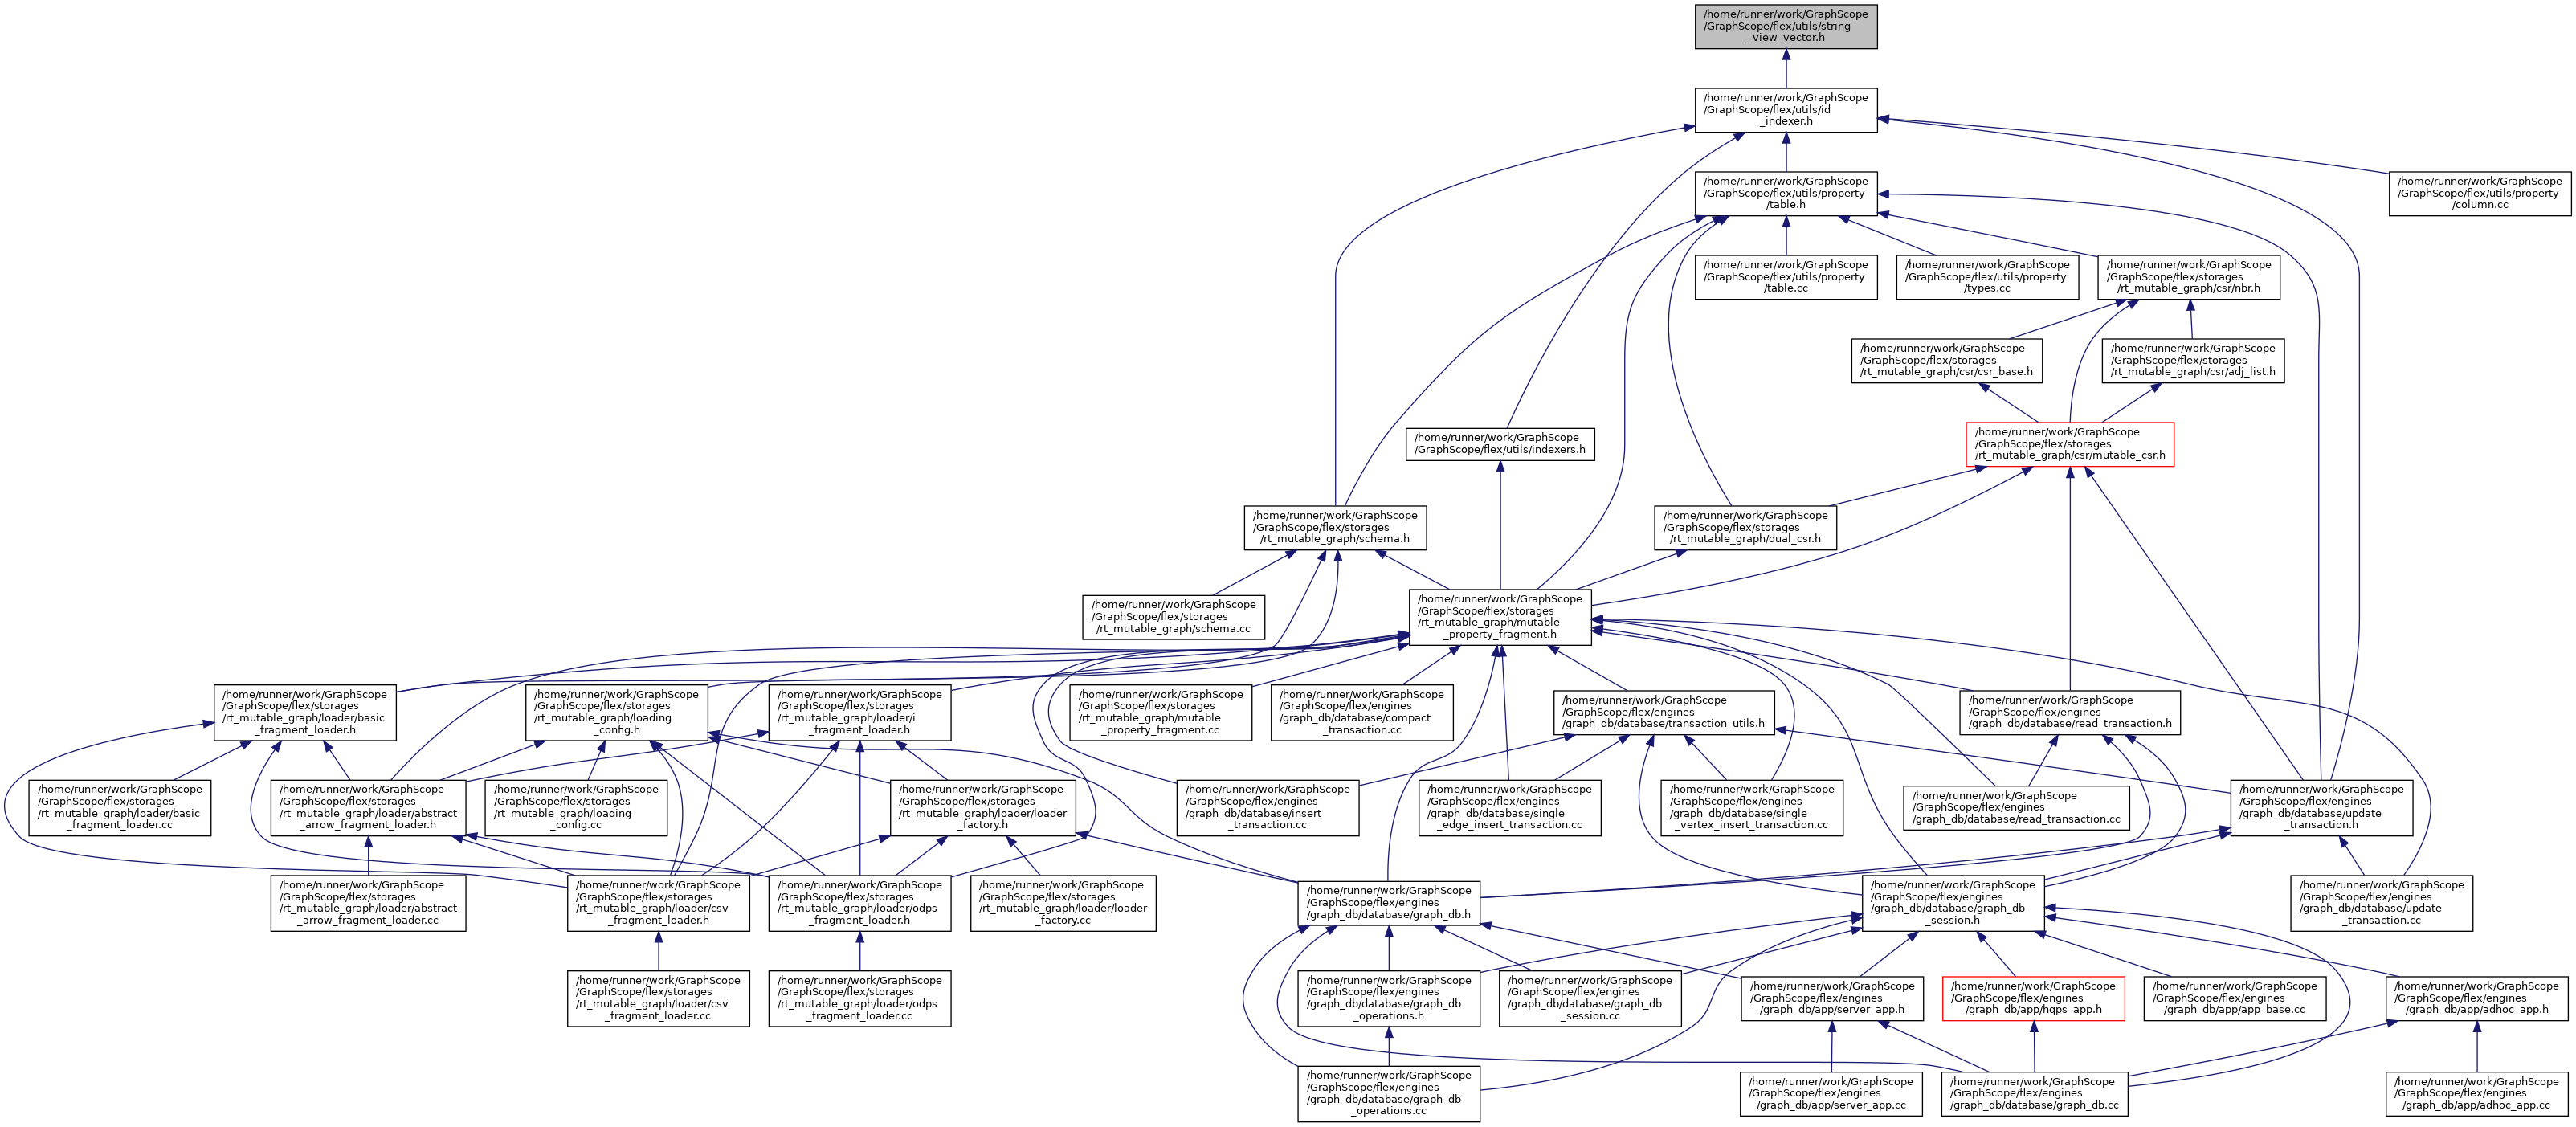 /home/runner/work/GraphScope
/GraphScope/flex/utils/string
_view_vector.h
/home/runner/work/GraphScope
/GraphScope/flex/utils/id
_indexer.h
/home/runner/work/GraphScope
/GraphScope/flex/utils/property
/table.h
/home/runner/work/GraphScope
/GraphScope/flex/utils/property
/column.cc
/home/runner/work/GraphScope
/GraphScope/flex/utils/property
/table.cc
/home/runner/work/GraphScope
/GraphScope/flex/utils/property
/types.cc
/home/runner/work/GraphScope
/GraphScope/flex/storages
/rt_mutable_graph/csr/nbr.h
/home/runner/work/GraphScope
/GraphScope/flex/storages
/rt_mutable_graph/csr/csr_base.h
/home/runner/work/GraphScope
/GraphScope/flex/storages
/rt_mutable_graph/csr/adj_list.h
/home/runner/work/GraphScope
/GraphScope/flex/utils/indexers.h
/home/runner/work/GraphScope
/GraphScope/flex/storages
/rt_mutable_graph/csr/mutable_csr.h
/home/runner/work/GraphScope
/GraphScope/flex/storages
/rt_mutable_graph/schema.h
/home/runner/work/GraphScope
/GraphScope/flex/storages
/rt_mutable_graph/dual_csr.h
/home/runner/work/GraphScope
/GraphScope/flex/storages
/rt_mutable_graph/schema.cc
/home/runner/work/GraphScope
/GraphScope/flex/storages
/rt_mutable_graph/mutable
_property_fragment.h
/home/runner/work/GraphScope
/GraphScope/flex/storages
/rt_mutable_graph/loader/basic
_fragment_loader.h
/home/runner/work/GraphScope
/GraphScope/flex/storages
/rt_mutable_graph/loading
_config.h
/home/runner/work/GraphScope
/GraphScope/flex/storages
/rt_mutable_graph/loader/i
_fragment_loader.h
/home/runner/work/GraphScope
/GraphScope/flex/storages
/rt_mutable_graph/mutable
_property_fragment.cc
/home/runner/work/GraphScope
/GraphScope/flex/engines
/graph_db/database/compact
_transaction.cc
/home/runner/work/GraphScope
/GraphScope/flex/engines
/graph_db/database/transaction_utils.h
/home/runner/work/GraphScope
/GraphScope/flex/engines
/graph_db/database/read_transaction.h
/home/runner/work/GraphScope
/GraphScope/flex/storages
/rt_mutable_graph/loader/basic
_fragment_loader.cc
/home/runner/work/GraphScope
/GraphScope/flex/storages
/rt_mutable_graph/loader/abstract
_arrow_fragment_loader.h
/home/runner/work/GraphScope
/GraphScope/flex/storages
/rt_mutable_graph/loading
_config.cc
/home/runner/work/GraphScope
/GraphScope/flex/storages
/rt_mutable_graph/loader/loader
_factory.h
/home/runner/work/GraphScope
/GraphScope/flex/engines
/graph_db/database/insert
_transaction.cc
/home/runner/work/GraphScope
/GraphScope/flex/engines
/graph_db/database/single
_edge_insert_transaction.cc
/home/runner/work/GraphScope
/GraphScope/flex/engines
/graph_db/database/single
_vertex_insert_transaction.cc
/home/runner/work/GraphScope
/GraphScope/flex/engines
/graph_db/database/read_transaction.cc
/home/runner/work/GraphScope
/GraphScope/flex/engines
/graph_db/database/update
_transaction.h
/home/runner/work/GraphScope
/GraphScope/flex/storages
/rt_mutable_graph/loader/abstract
_arrow_fragment_loader.cc
/home/runner/work/GraphScope
/GraphScope/flex/storages
/rt_mutable_graph/loader/csv
_fragment_loader.h
/home/runner/work/GraphScope
/GraphScope/flex/storages
/rt_mutable_graph/loader/odps
_fragment_loader.h
/home/runner/work/GraphScope
/GraphScope/flex/storages
/rt_mutable_graph/loader/loader
_factory.cc
/home/runner/work/GraphScope
/GraphScope/flex/engines
/graph_db/database/graph_db.h
/home/runner/work/GraphScope
/GraphScope/flex/engines
/graph_db/database/graph_db
_session.h
/home/runner/work/GraphScope
/GraphScope/flex/engines
/graph_db/database/update
_transaction.cc
/home/runner/work/GraphScope
/GraphScope/flex/storages
/rt_mutable_graph/loader/csv
_fragment_loader.cc
/home/runner/work/GraphScope
/GraphScope/flex/storages
/rt_mutable_graph/loader/odps
_fragment_loader.cc
/home/runner/work/GraphScope
/GraphScope/flex/engines
/graph_db/database/graph_db
_operations.h
/home/runner/work/GraphScope
/GraphScope/flex/engines
/graph_db/database/graph_db
_session.cc
/home/runner/work/GraphScope
/GraphScope/flex/engines
/graph_db/app/server_app.h
/home/runner/work/GraphScope
/GraphScope/flex/engines
/graph_db/app/hqps_app.h
/home/runner/work/GraphScope
/GraphScope/flex/engines
/graph_db/app/app_base.cc
/home/runner/work/GraphScope
/GraphScope/flex/engines
/graph_db/app/adhoc_app.h
/home/runner/work/GraphScope
/GraphScope/flex/engines
/graph_db/database/graph_db
_operations.cc
/home/runner/work/GraphScope
/GraphScope/flex/engines
/graph_db/app/server_app.cc
/home/runner/work/GraphScope
/GraphScope/flex/engines
/graph_db/database/graph_db.cc
/home/runner/work/GraphScope
/GraphScope/flex/engines
/graph_db/app/adhoc_app.cc